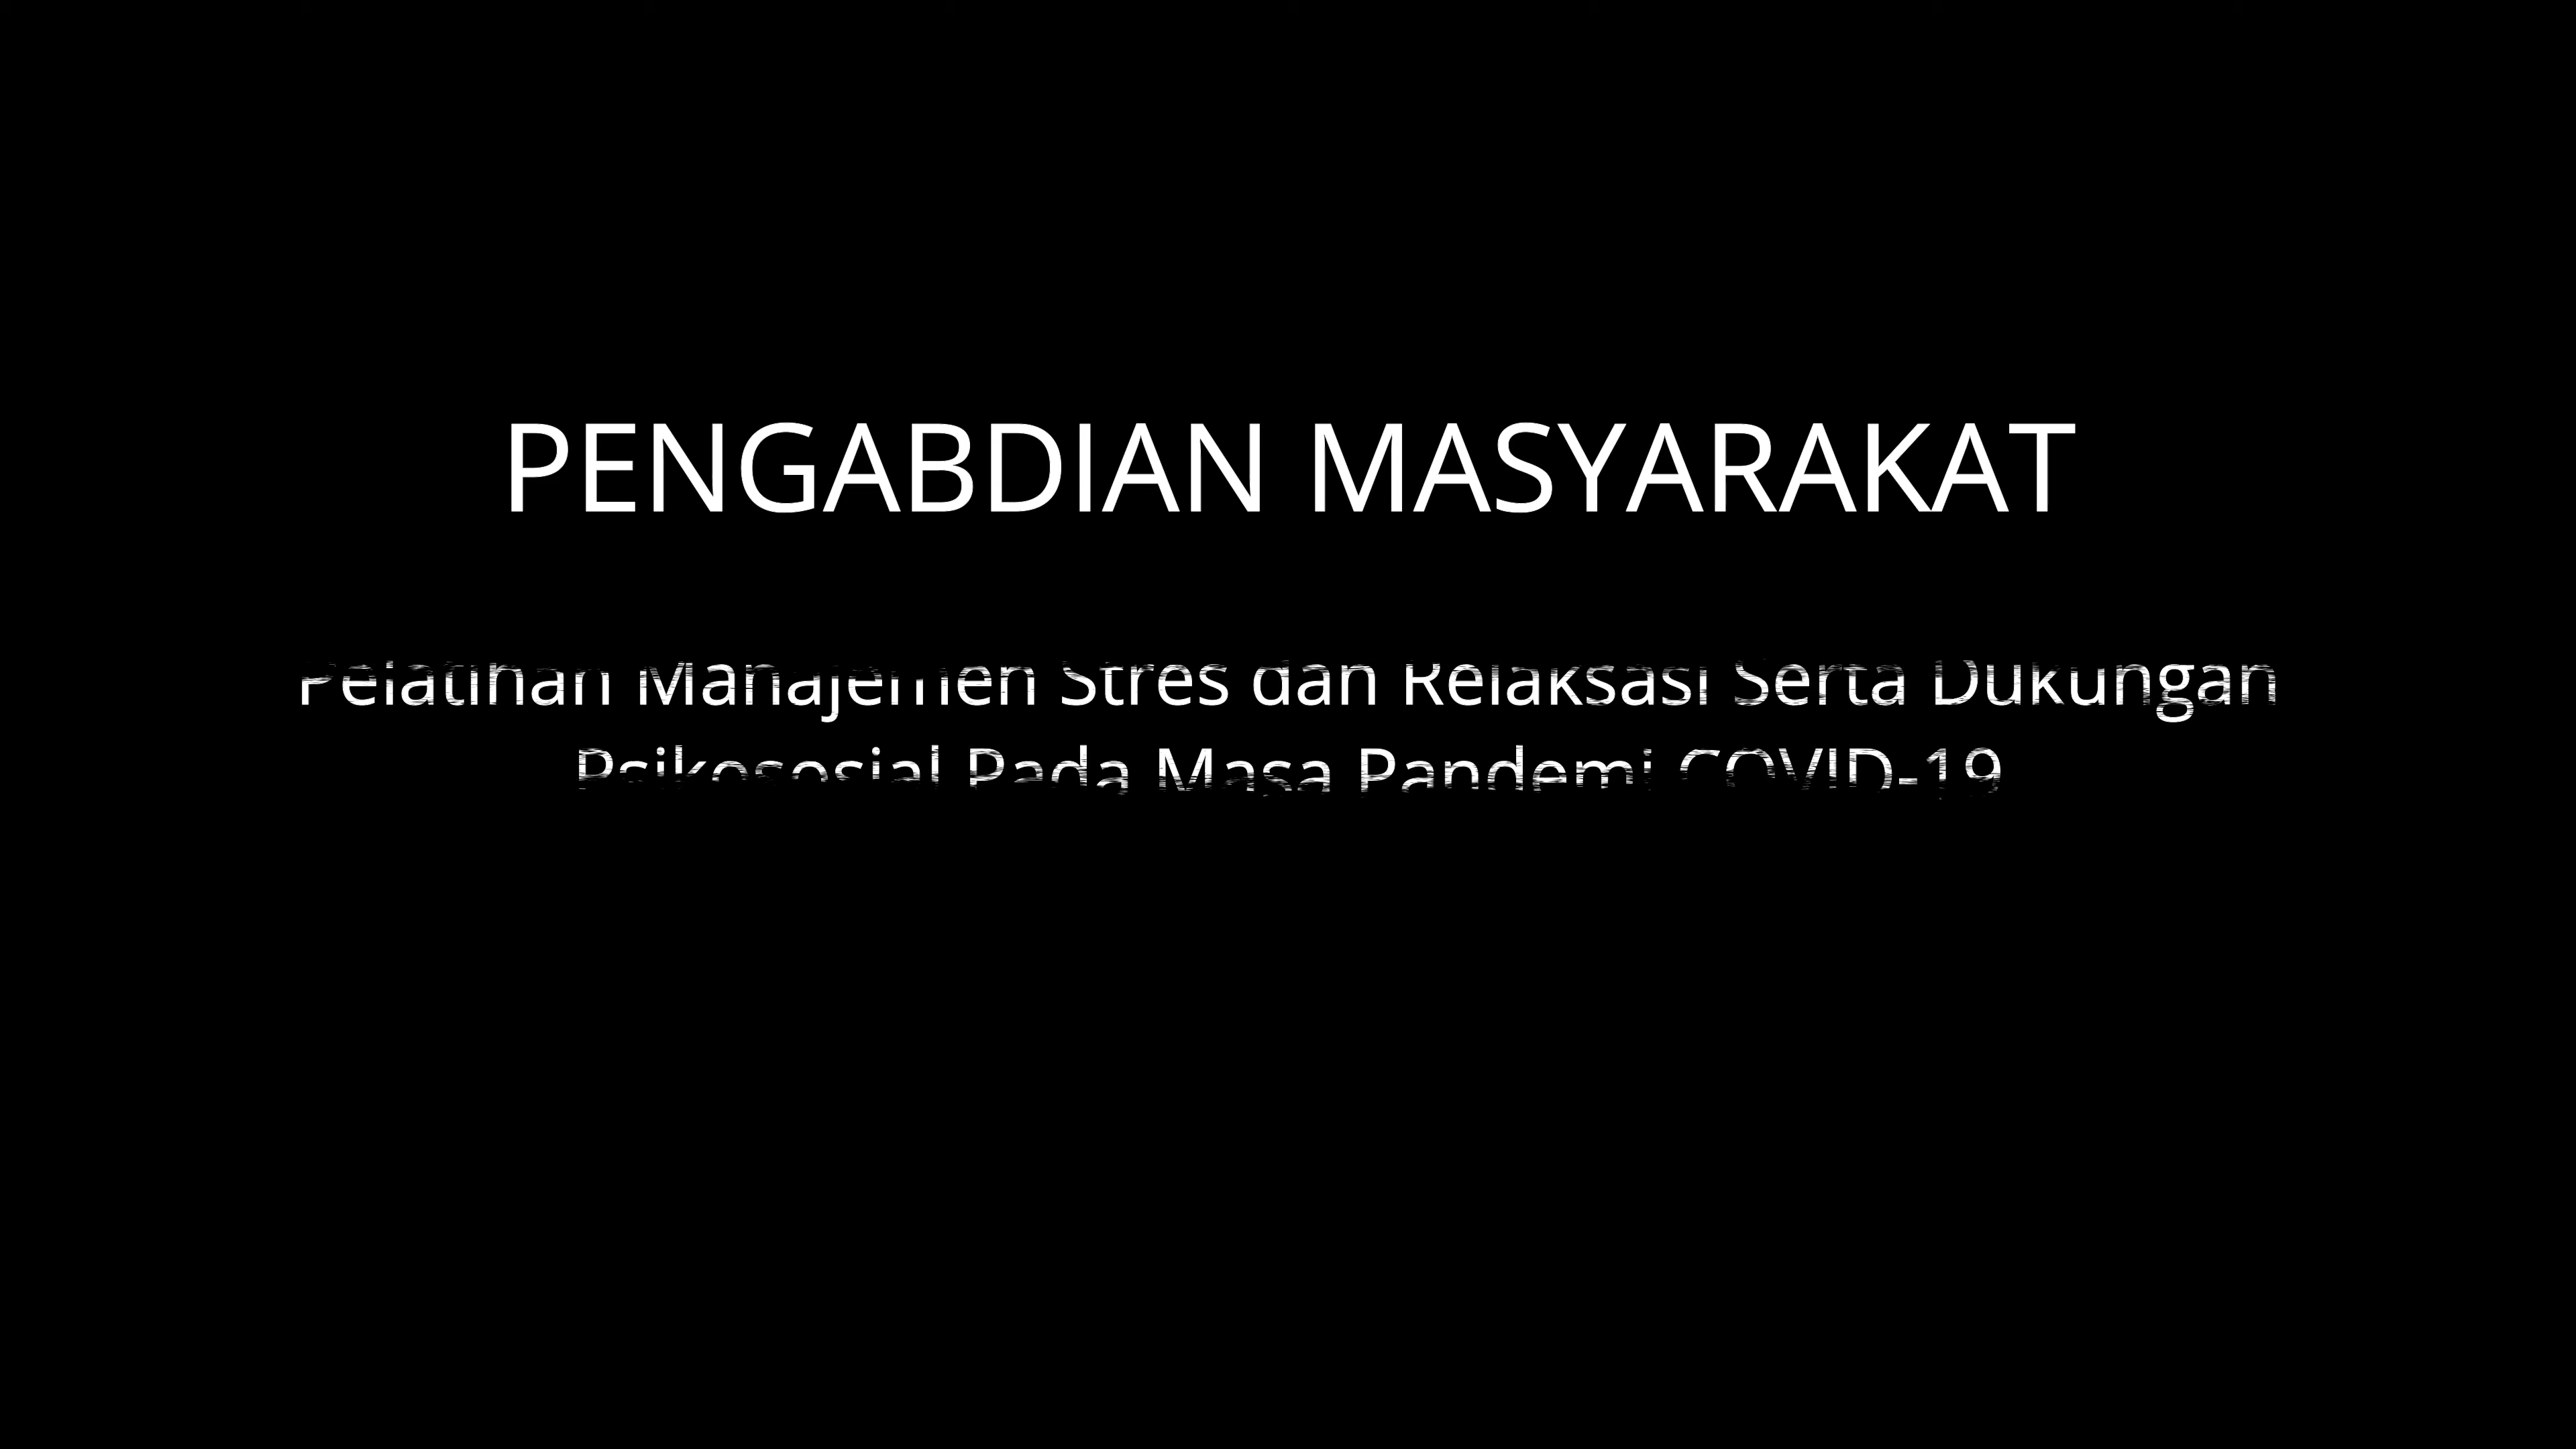 PENGABDIAN MASYARAKAT
Pelatihan Manajemen Stres dan Relaksasi Serta Dukungan
Psikososial Pada Masa Pandemi COVID-19